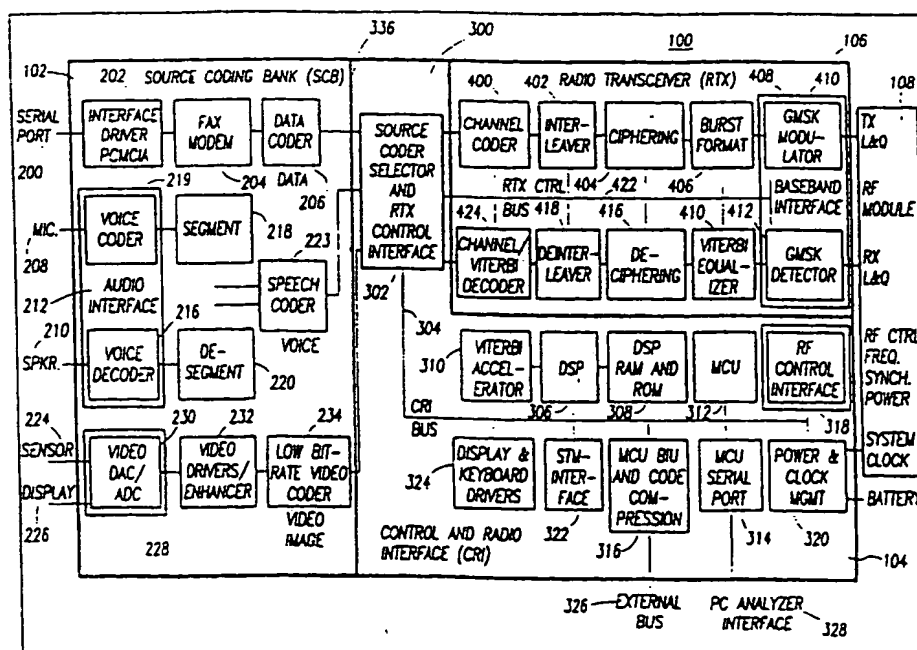 336
300
100
106
102
202
SOURCE CODING BANK (SCB)
400
402
RADIO TRANSCEIVER (RTX)
408
410
108
SERIAL PORT
200
INTERFACE DRIVER PCMCIA
FAX MODEM
DATA CODER
204
DATA
206
SOURCE CODER SELECTOR AND RTX CONTROL INTERFACE
302
CHANNEL CODER
INTER-LEAVER
CIPHERING
BURST FORMAT
GMSK MODU-LATOR
TX I,&Q
RTX CTRL
404
422
406
BASEBAND INTERFACE
RF MODULE
424
BUS
418
416
410
412
219
MIC.
208
VOICE CODER
SEGMENT
218
223
212
AUDIO INTERFACE
216
SPEECH CODER
VOICE
CHANNEL/ VITERBI DECODER
DEINTER-LEAVER
DE-CIPHERING
VITERBI EQUAL-IZER
GMSK DETECTOR
RX I,&Q
210
SPKR.
VOICE DECODER
DE-SEGMENT
220
304
310
VITERBI ACCEL-ERATOR
DSP
DSP RAM AND ROM
MCU
RF CONTROL INTERFACE
RF CTRL FREQ. SYNCH. POWER
306
308
312
318
CRI BUS
SYSTEM CLOCK
224
SENSOR
DISPLAY
226
230
232
234
VIDEO DAC/ ADC
VIDEO DRIVERS/ ENHANCER
LOW BIT-RATE VIDEO CODER
VIDEO IMAGE
228
324
DISPLAY & KEYBOARD DRIVERS
STM-INTER-FACE
322
MCU BIU AND CODE COM-PRESSION
316
MCU SERIAL PORT
314
POWER & CLOCK MGMT
320
BATTERY
CONTROL AND RADIO INTERFACE (CRI)
104
326
EXTERNAL BUS
PC ANALYZER INTERFACE
328